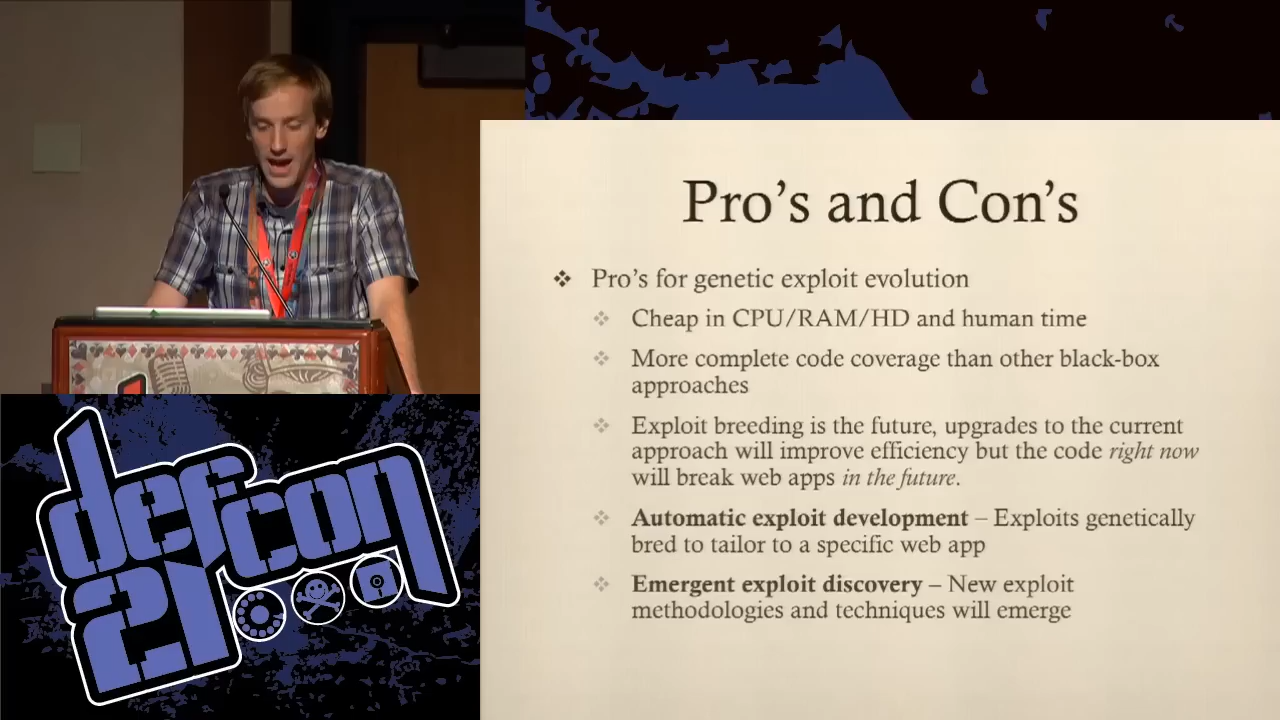 Pro's and Con's
Pro's for genetic exploit evolution
Cheap in CPU/RAM/HD and human time
More complete code coverage than other black-box
approaches
Exploit breeding is the future, upgrades to the current
approach will improve efficiency but the code right now
will break web apps in the future.
Automatic exploit development – Exploits genetically
bred to tailor to a specific web app
Emergent exploit discovery – New exploit
methodologies and techniques will emerge
defcon
21